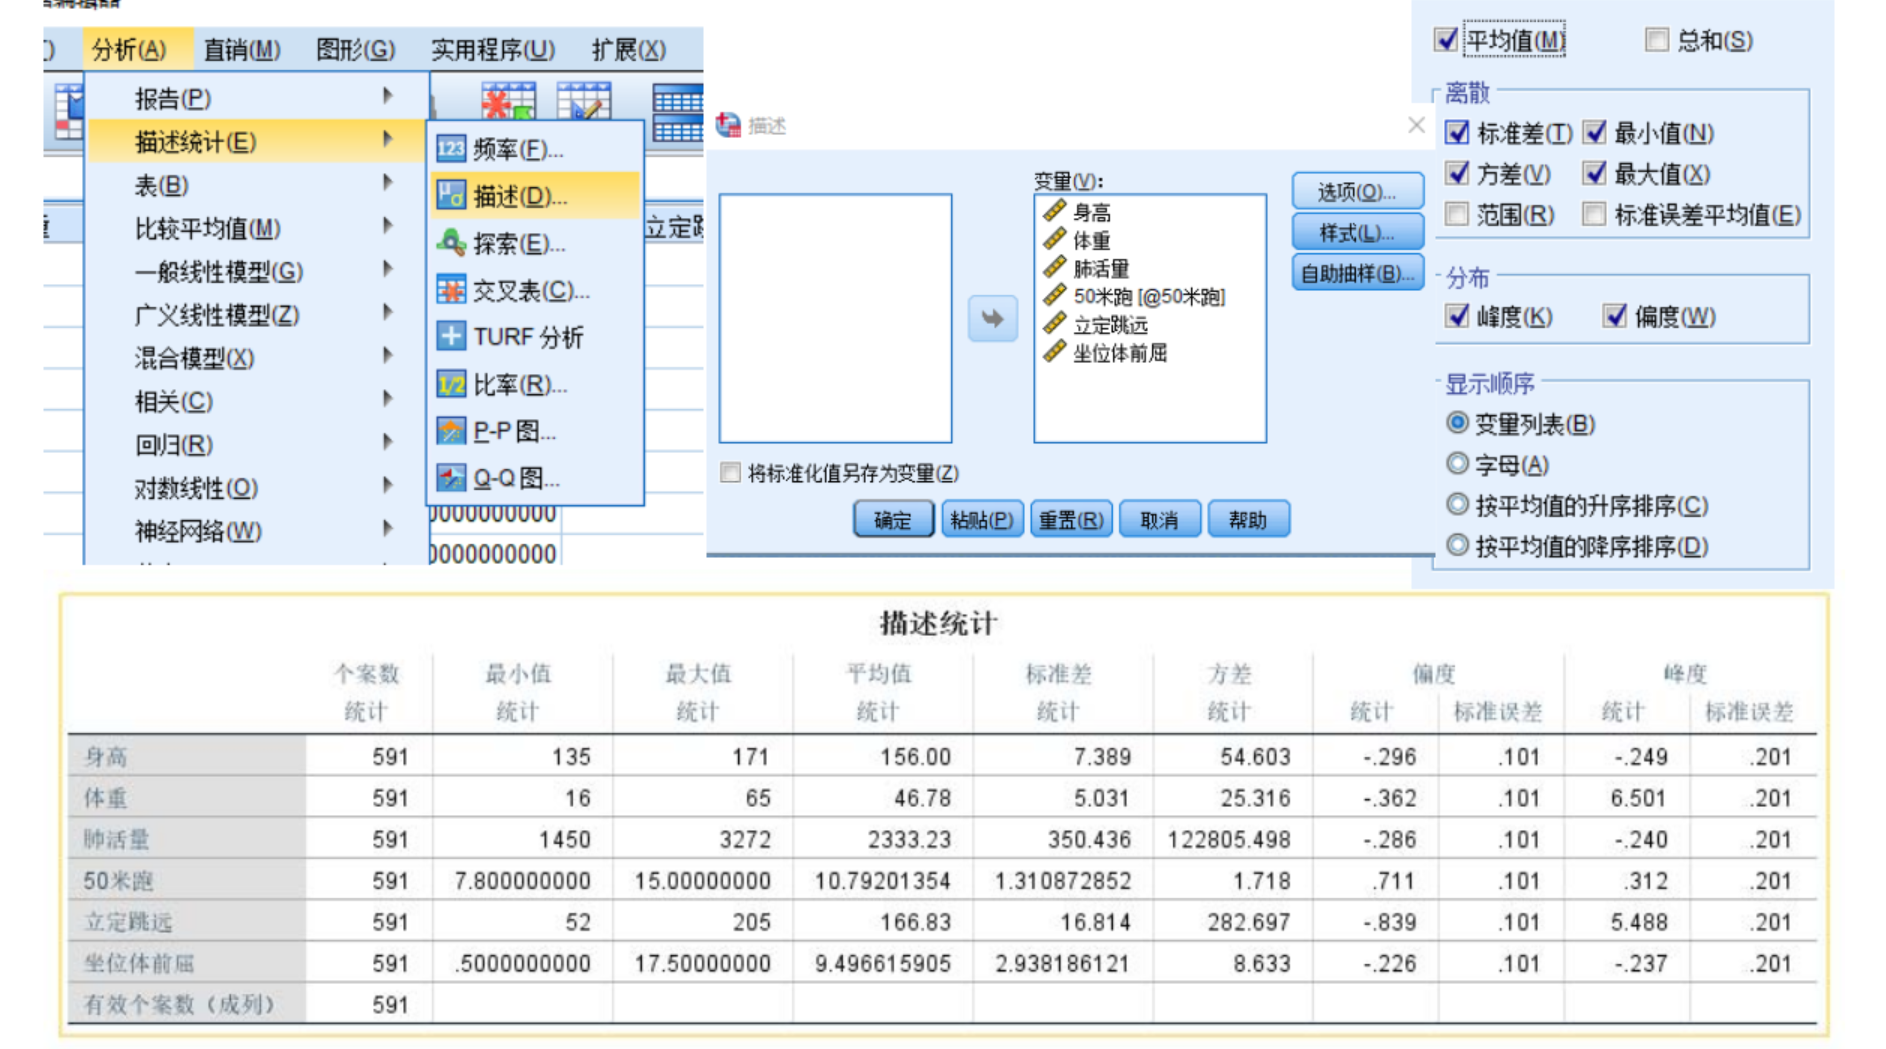 分析(A) 直销(M) 图形(G) 实用程序(U) 扩展(X)
报告(P)
描述统计(E)
表(B)
比较平均值(M)
一般线性模型(G)
广义线性模型(Z)
混合模型(X)
相关(C)
回归(R)
对数线性(O)
神经网络(W)
频率(F)...
描述(D)...
探索(E)...
交叉表(C)...
TURF 分析
比率(R)...
P-P 图...
Q-Q 图...
立定跳
0000000000
0000000000
描述
变量(V):
身高
体重
肺活量
50米跑 [@50米跑]
立定跳远
坐位体前屈
选项(O)...
样式(L)...
自助抽样(B)...
将标准化值另存为变量(Z)
确定 粘贴(P) 重置(R) 取消 帮助
平均值(M) 总和(S)
离散
标准差(T) 最小值(N)
方差(V) 最大值(X)
范围(R) 标准误差平均值(E)
分布
峰度(K) 偏度(W)
显示顺序
变量列表(B)
字母(A)
按平均值的升序排序(C)
按平均值的降序排序(D)
描述统计
个案数 最小值 最大值 平均值 标准差 方差 偏度 峰度
统计 统计 统计 统计 统计 统计 统计 标准误差 统计 标准误差
身高 591 135 171 156.00 7.389 54.603 -.296 .101 -.249 .201
体重 591 16 65 46.78 5.031 25.316 -.362 .101 6.501 .201
肺活量 591 1450 3272 2333.23 350.436 122805.498 -.286 .101 -.240 .201
50米跑 591 7.800000000 15.00000000 10.79201354 1.310872852 1.718 .711 .101 .312 .201
立定跳远 591 52 205 166.83 16.814 282.697 -.839 .101 5.488 .201
坐位体前屈 591 .5000000000 17.50000000 9.496615905 2.938186121 8.633 -.226 .101 -.237 .201
有效个案数（成列） 591